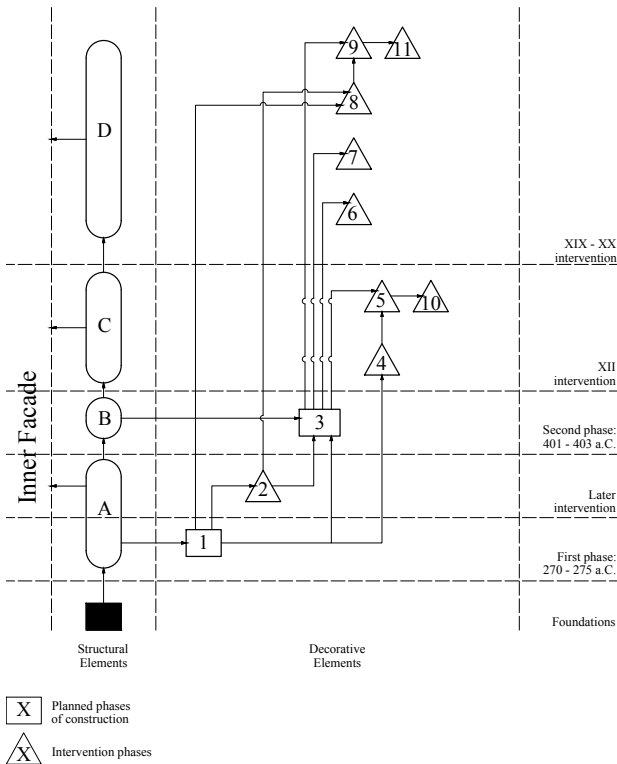 9
11
8
D
7
6
XIX - XX
intervention
5
10
C
4
XII
intervention
Inner Facade
B
3
Second phase:
401 - 403 a.C.
2
Later
intervention
A
1
First phase:
270 - 275 a.C.
Foundations
Structural
Elements
Decorative
Elements
X
Planned phases
of construction
X
Intervention phases